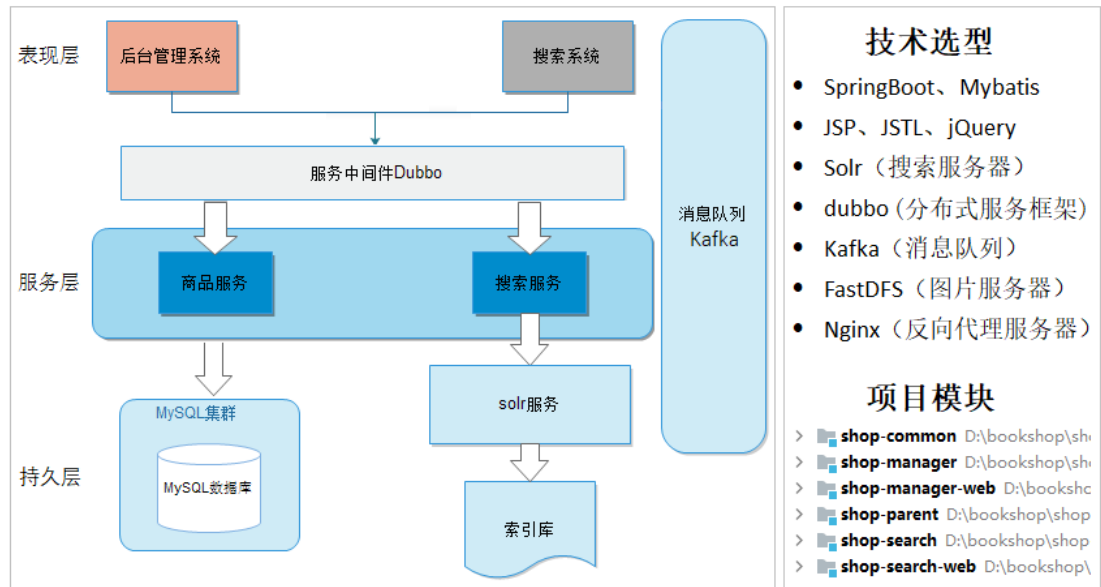 表现层
后台管理系统
搜索系统
服务中间件Dubbo
消息队列
Kafka
服务层
商品服务
搜索服务
solr服务
MySQL集群
持久层
MySQL数据库
索引库
技术选型
• SpringBoot、Mybatis
• JSP、JSTL、jQuery
• Solr（搜索服务器）
• dubbo (分布式服务框架)
• Kafka（消息队列）
• FastDFS（图片服务器）
• Nginx（反向代理服务器）
项目模块
shop-common D:\bookshop\sh
shop-manager D:\bookshop\sh
shop-manager-web D:\booksh
shop-parent D:\bookshop\shop
shop-search D:\bookshop\shop
shop-search-web D:\bookshop\